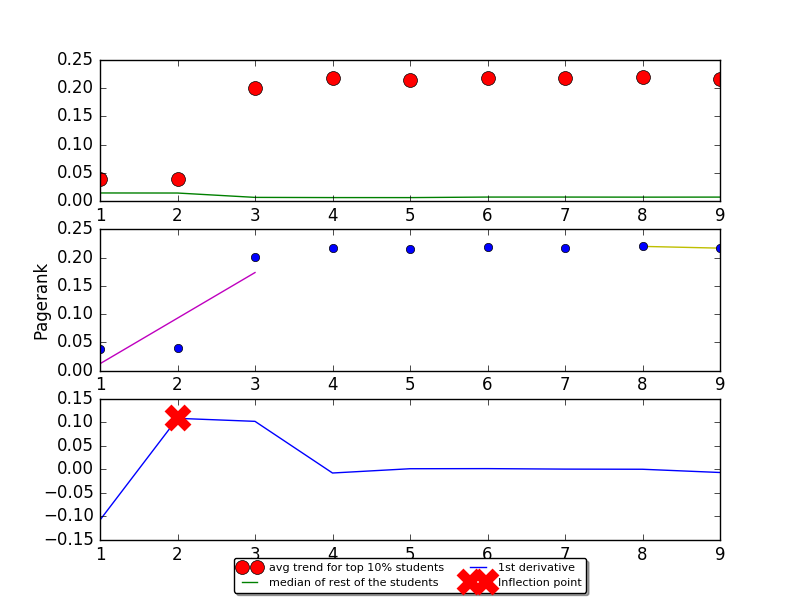 0.25
0.20
0.15
0.10
0.05
0.00
1 2 3 4 5 6 7 8 9
Pagerank
0.25
0.20
0.15
0.10
0.05
0.00
1 2 3 4 5 6 7 8 9
0.15
0.10
0.05
0.00
−0.05
−0.10
−0.15
1 2 3 4 5 6 7 8 9
avg trend for top 10% students
median of rest of the students
1st derivative
Inflection point